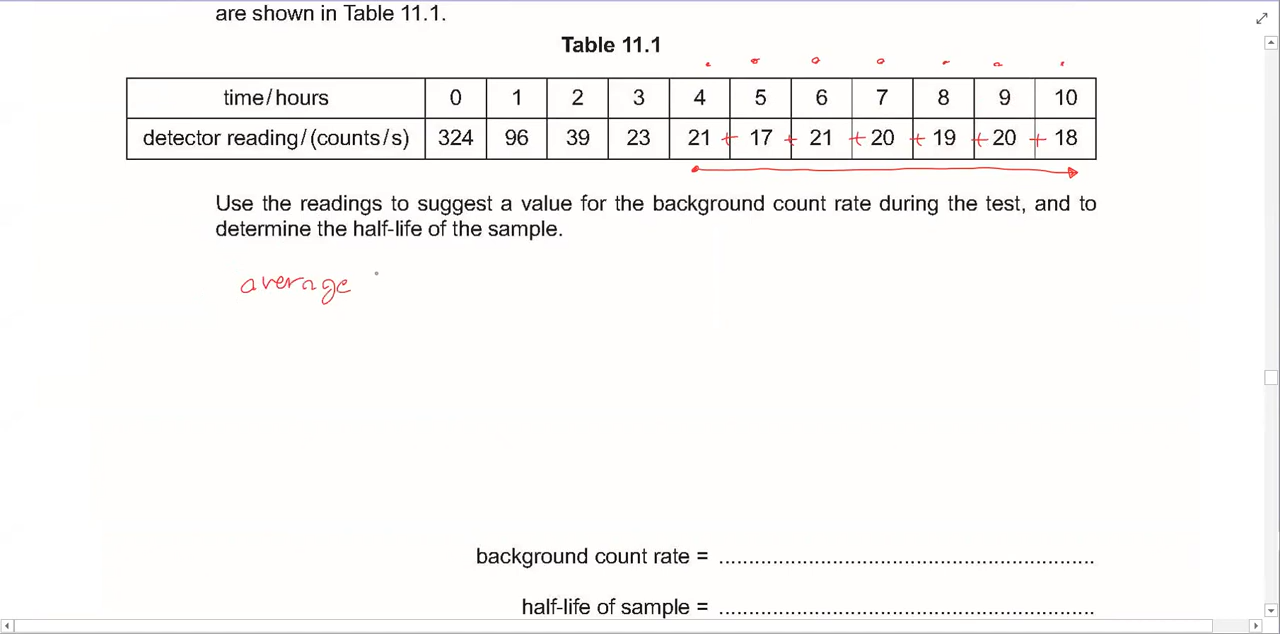 are shown in Table 11.1.
Table 11.1
time/hours 0 1 2 3 4 5 6 7 8 9 10
detector reading/(counts/s) 324 96 39 23 21 + 17 + 21 + 20 + 19 + 20 + 18
Use the readings to suggest a value for the background count rate during the test, and to
determine the half-life of the sample.
average
background count rate = ................................................................
half-life of sample = ................................................................